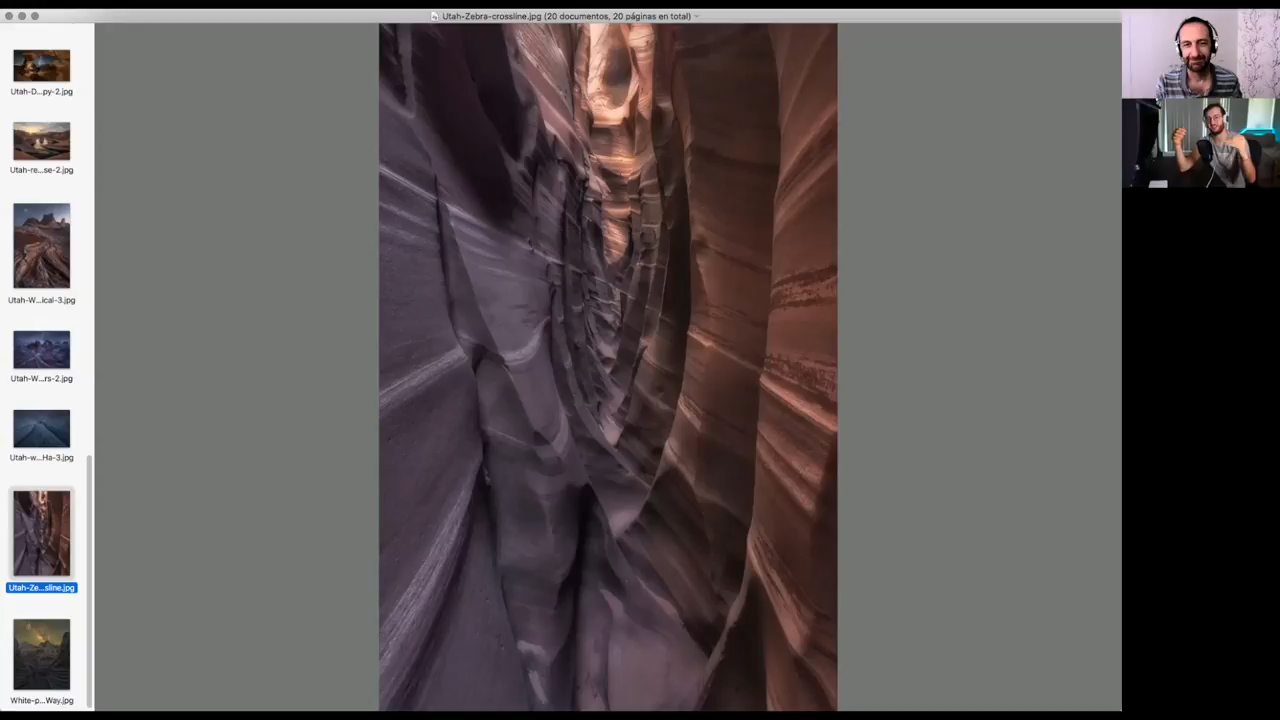 Utah-Zebra-crossline.jpg (20 documentos, 20 páginas en total)
Utah-D...py-2.jpg
Utah-re...se-2.jpg
Utah-W...ical-3.jpg
Utah-W...rs-2.jpg
Utah-w...Ha-3.jpg
Utah-Ze...sline.jpg
White-p...Way.jpg